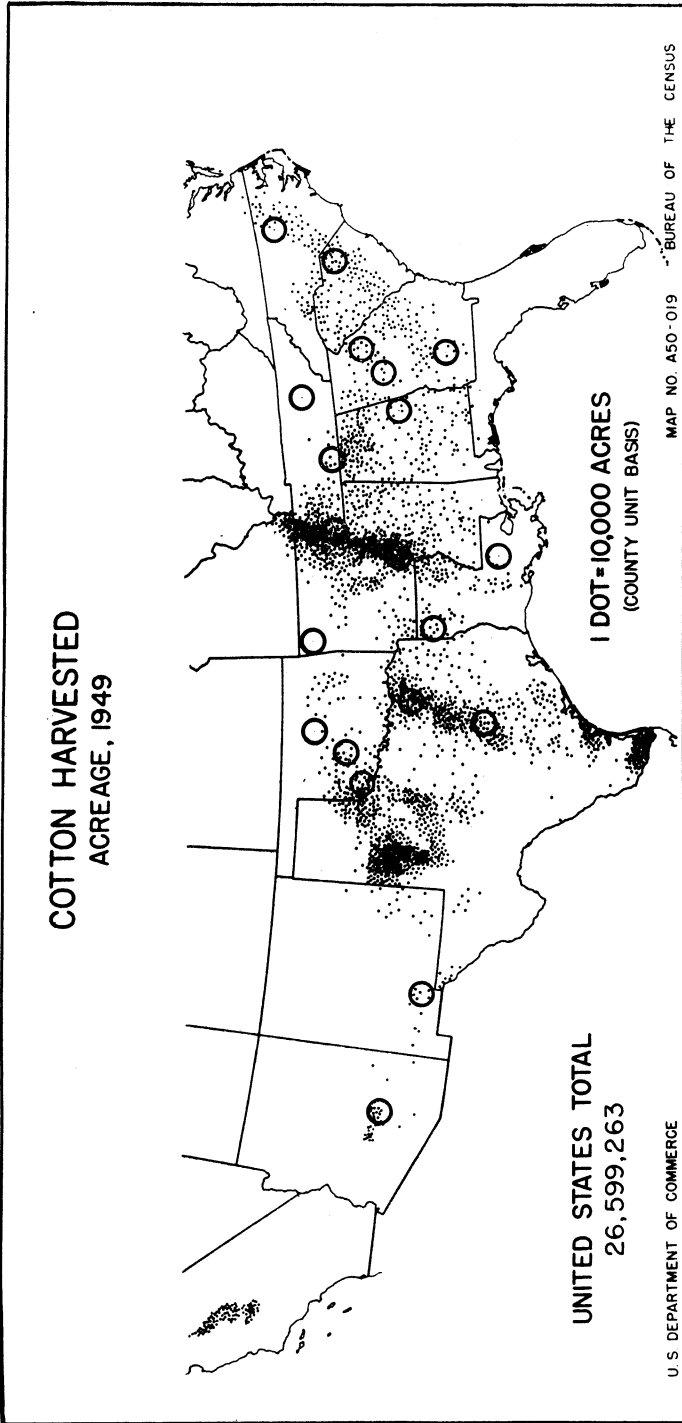 COTTON HARVESTED
ACREAGE, 1949
UNITED STATES TOTAL
26,599,263
1 DOT = 10,000 ACRES
(COUNTY UNIT BASIS)
U. S. DEPARTMENT OF COMMERCE
MAP NO. A50-019 - BUREAU OF THE CENSUS